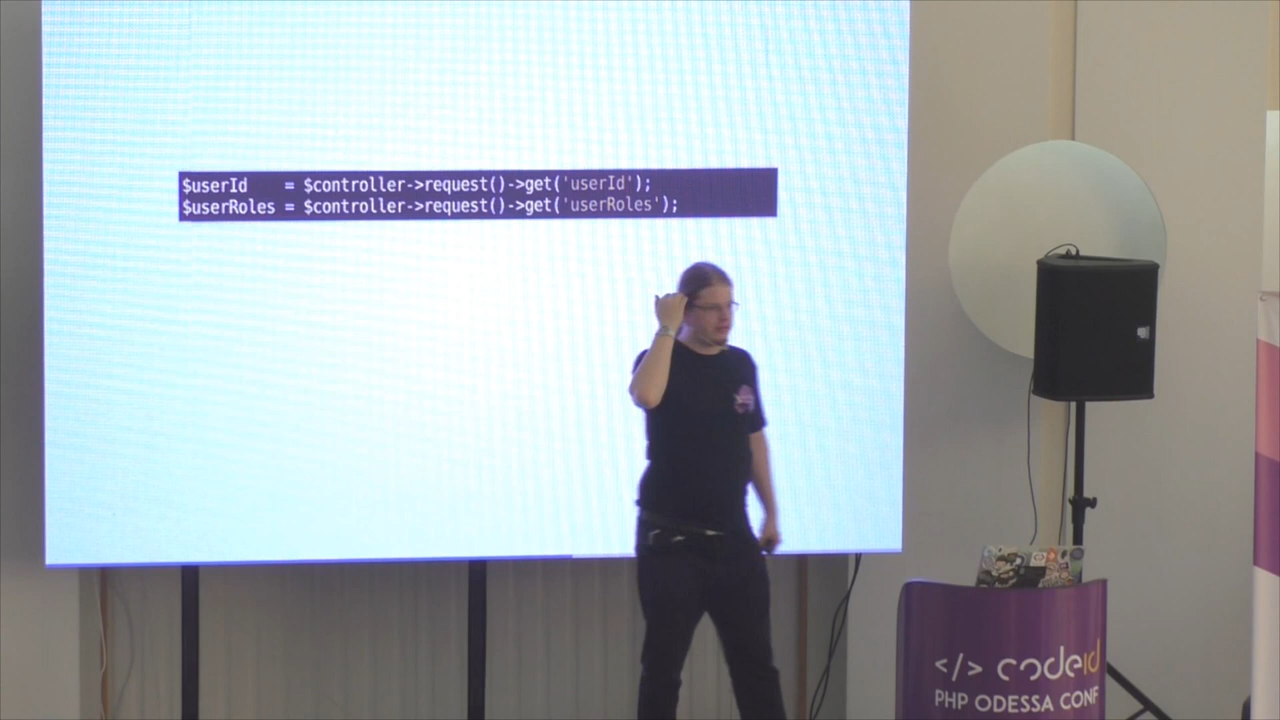 $userId    = $controller->request()->get('userId');
$userRoles = $controller->request()->get('userRoles');
</> codeid
PHP ODESSA CONF